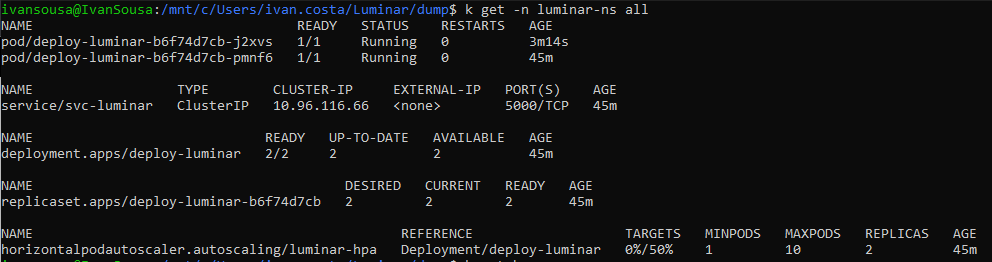 ivansousa@IvanSousa:/mnt/c/Users/ivan.costa/Luminar/dump$ k get -n luminar-ns all
NAME READY STATUS RESTARTS AGE
pod/deploy-luminar-b6f74d7cb-j2xvs 1/1 Running 0 3m14s
pod/deploy-luminar-b6f74d7cb-pmnf6 1/1 Running 0 45m
NAME TYPE CLUSTER-IP EXTERNAL-IP PORT(S) AGE
service/svc-luminar ClusterIP 10.96.116.66 <none> 5000/TCP 45m
NAME READY UP-TO-DATE AVAILABLE AGE
deployment.apps/deploy-luminar 2/2 2 2 45m
NAME DESIRED CURRENT READY AGE
replicaset.apps/deploy-luminar-b6f74d7cb 2 2 2 45m
NAME REFERENCE TARGETS MINPODS MAXPODS REPLICAS AGE
horizontalpodautoscaler.autoscaling/luminar-hpa Deployment/deploy-luminar 0%/50% 1 10 2 45m